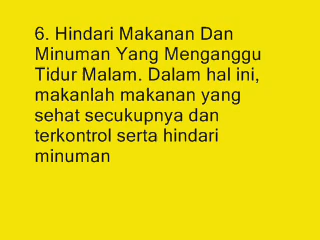 6. Hindari Makanan Dan
Minuman Yang Menganggu
Tidur Malam. Dalam hal ini,
makanlah makanan yang
sehat secukupnya dan
terkontrol serta hindari
minuman